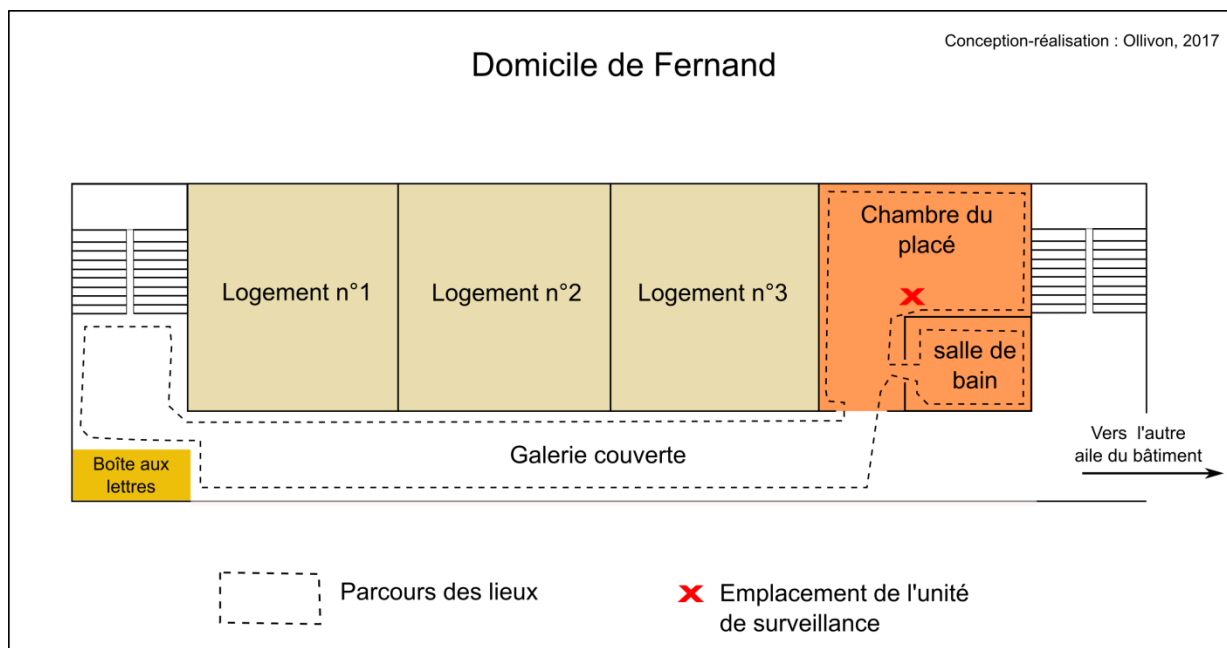 Conception-réalisation : Ollivon, 2017
Domicile de Fernand
Chambre du
placé
Logement n°1
Logement n°2
Logement n°3
salle de
bain
Galerie couverte
Vers l'autre
aile du bâtiment
Boîte aux
lettres
Parcours des lieux
Emplacement de l'unité
de surveillance